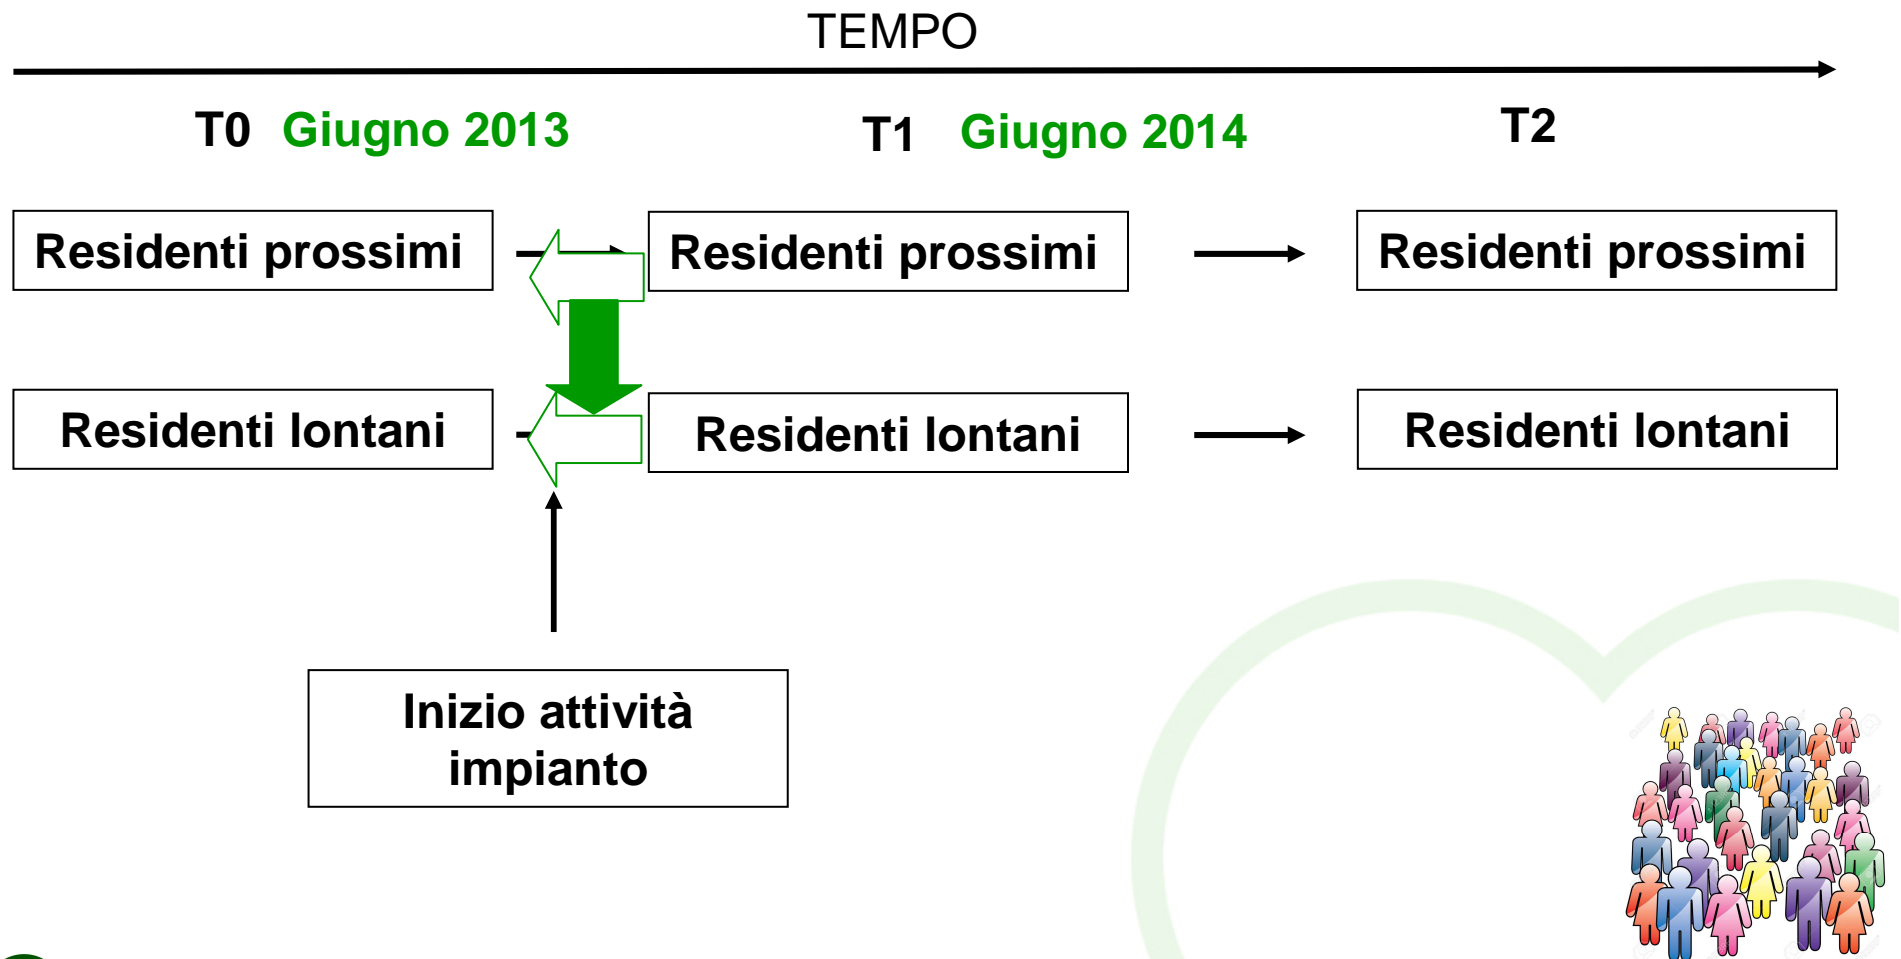 TEMPO
T0 Giugno 2013 T1 Giugno 2014 T2
Residenti prossimi Residenti prossimi Residenti prossimi
Residenti lontani Residenti lontani Residenti lontani
Inizio attività
impianto